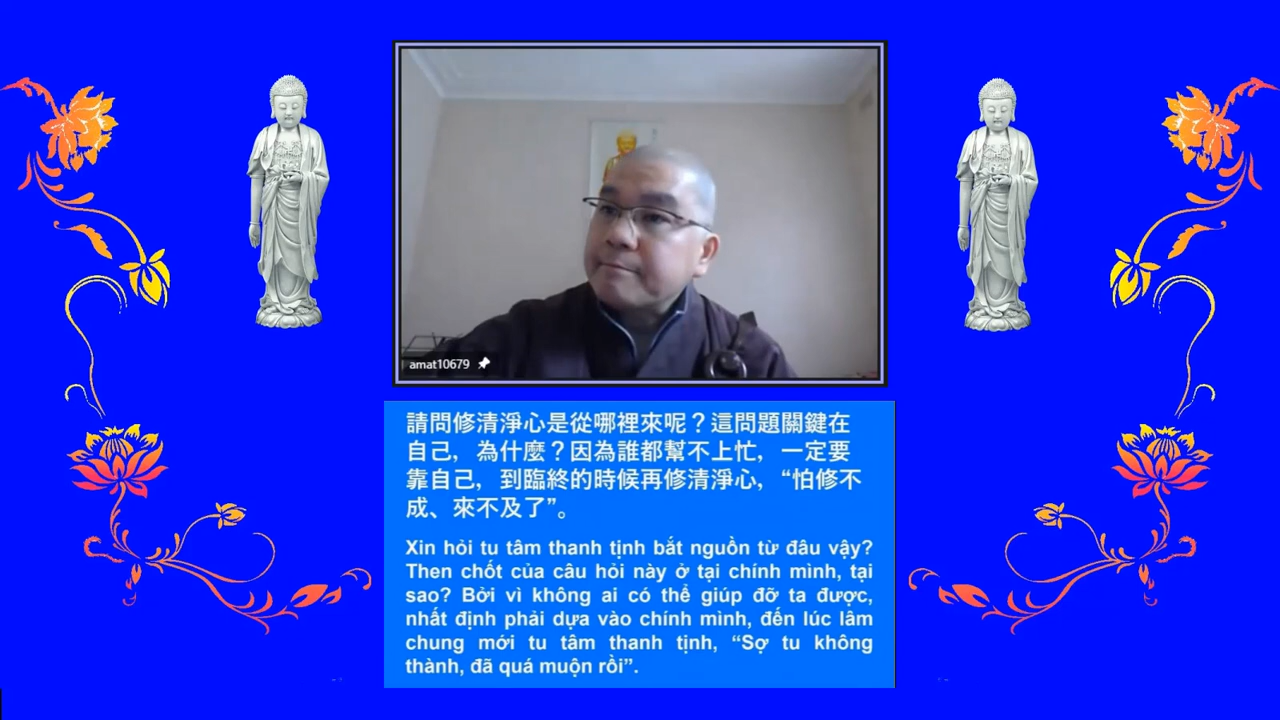 amat10679
請問修清淨心是從哪裡來呢？這問題關鍵在
自己，為什麼？因為誰都幫不上忙，一定要
靠自己，到臨終的時候再修清淨心，“怕修不
成、來不及了”。
Xin hỏi tu tâm thanh tịnh bắt nguồn từ đâu vậy?
Then chốt của câu hỏi này ở tại chính mình, tại
sao? Bởi vì không ai có thể giúp đỡ ta được,
nhất định phải dựa vào chính mình, đến lúc lâm
chung mới tu tâm thanh tịnh, “Sợ tu không
thành, đã quá muộn rồi”.